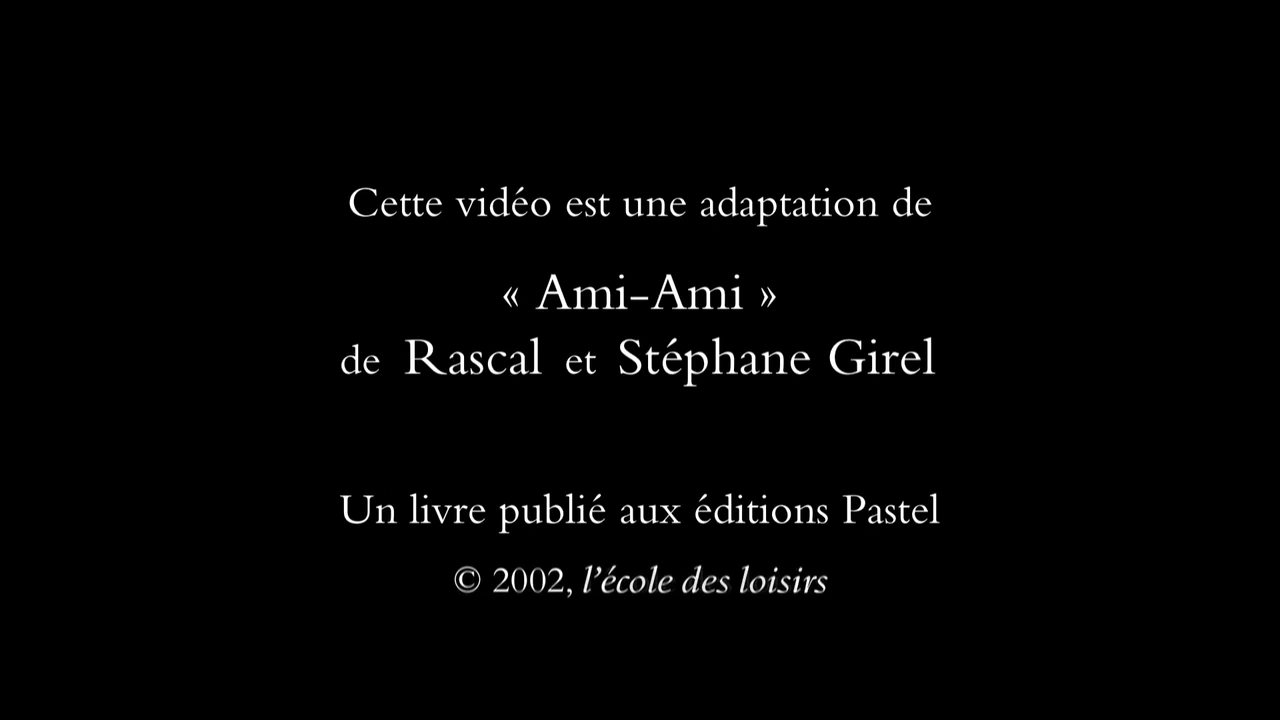 Cette vidéo est une adaptation de
« Ami-Ami »
de Rascal et Stéphane Girel
Un livre publié aux éditions Pastel
© 2002, l’école des loisirs